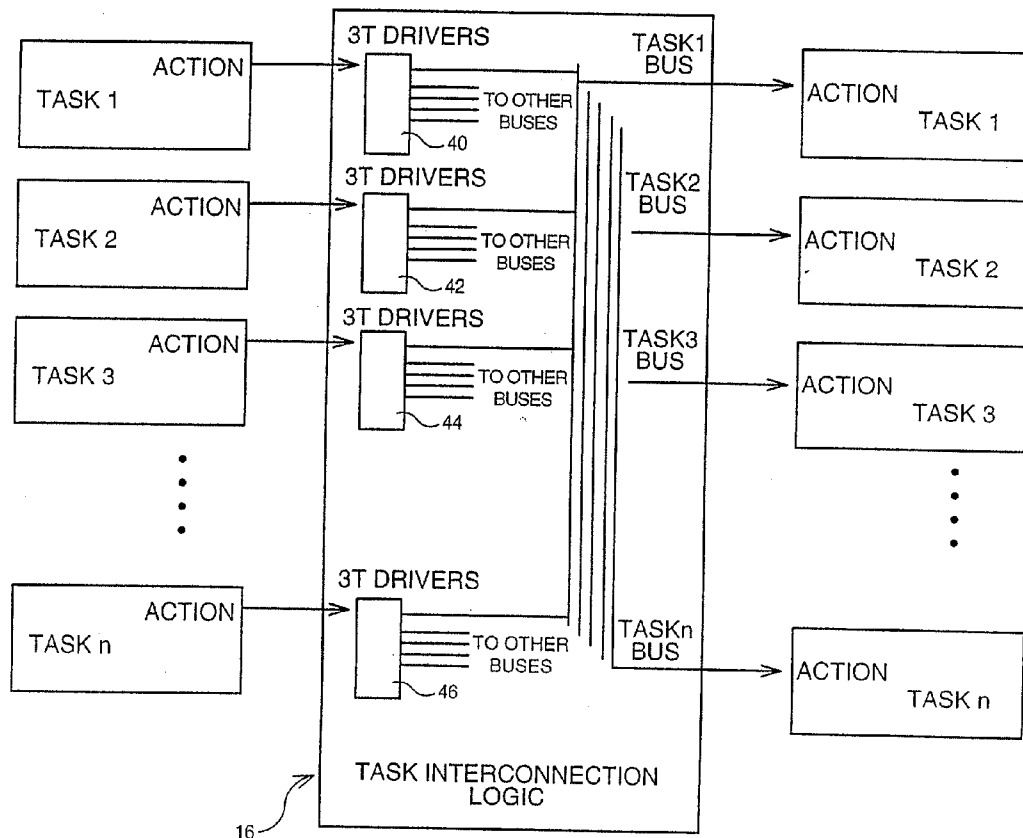 3T DRIVERS
TASK1
BUS
ACTION
TASK 1
TO OTHER
BUSES
40
ACTION
TASK 1
3T DRIVERS
TASK2
BUS
ACTION
TASK 2
TO OTHER
BUSES
42
ACTION
TASK 2
3T DRIVERS
TASK3
BUS
ACTION
TASK 3
TO OTHER
BUSES
44
ACTION
TASK 3
3T DRIVERS
TASKn
BUS
ACTION
TASK n
TO OTHER
BUSES
46
ACTION
TASK n
TASK INTERCONNECTION
LOGIC
16